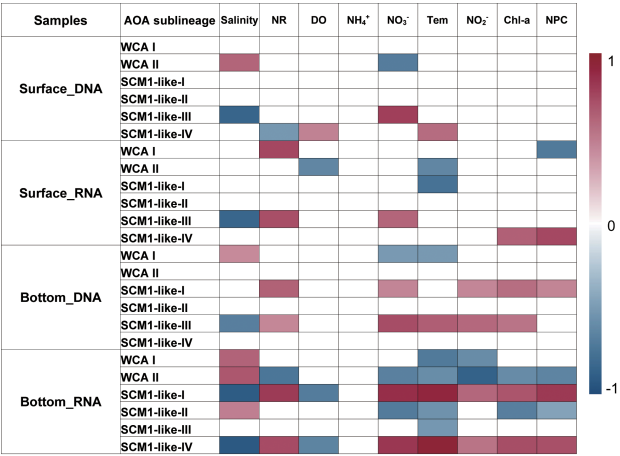 Samples AOA sublineage Salinity NR DO NH₄⁺ NO₃⁻ Tem NO₂⁻ Chl-a NPC
WCA I
WCA II
SCM1-like-I
Surface_DNA
SCM1-like-II
SCM1-like-III
SCM1-like-IV
WCA I
WCA II
SCM1-like-I
Surface_RNA
SCM1-like-II
SCM1-like-III
SCM1-like-IV
WCA I
WCA II
SCM1-like-I
Bottom_DNA
SCM1-like-II
SCM1-like-III
SCM1-like-IV
WCA I
WCA II
SCM1-like-I
Bottom_RNA
SCM1-like-II
SCM1-like-III
SCM1-like-IV
1
0
-1